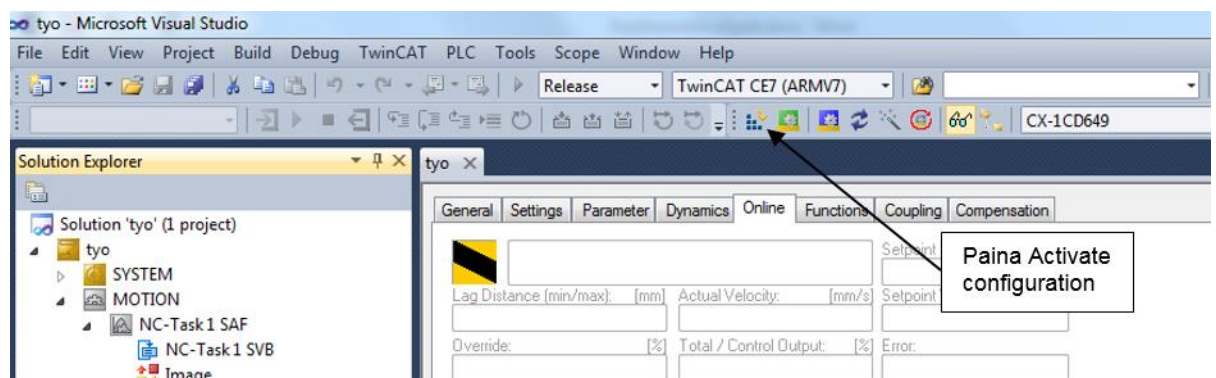 tyo - Microsoft Visual Studio
File Edit View Project Build Debug TwinCAT PLC Tools Scope Window Help
Release TwinCAT CE7 (ARMV7)
CX-1CD649
Solution Explorer
tyo
Solution 'tyo' (1 project)
tyo
SYSTEM
MOTION
NC-Task 1 SAF
NC-Task 1 SVB
Image
General Settings Parameter Dynamics Online Functions Coupling Compensation
Setpoint
Lag Distance (min/max): [mm] Actual Velocity: [mm/s] Setpoint
Override: [%] Total / Control Output: [%] Error:
Paina Activate
configuration